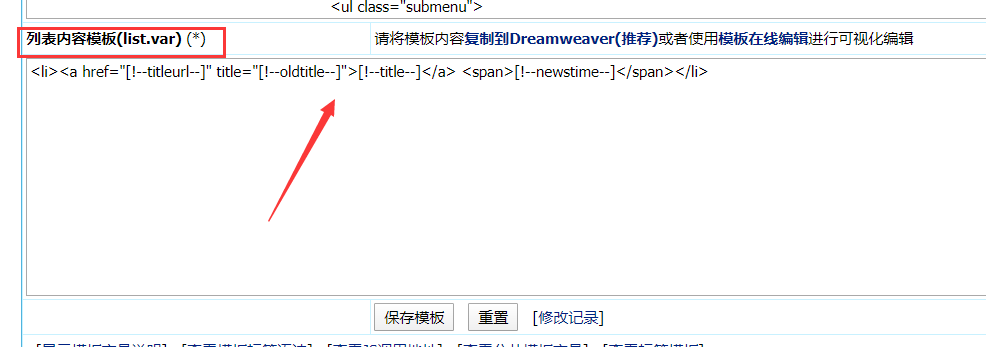 <ul class="submenu">
列表内容模板(list.var) (*)
请将模板内容复制到Dreamweaver(推荐)或者使用模板在线编辑进行可视化编辑
<li><a href="[!--titleurl--]" title="[!--oldtitle--]">[!--title--]</a> <span>[!--newstime--]</span></li>
保存模板 重置 [修改记录]